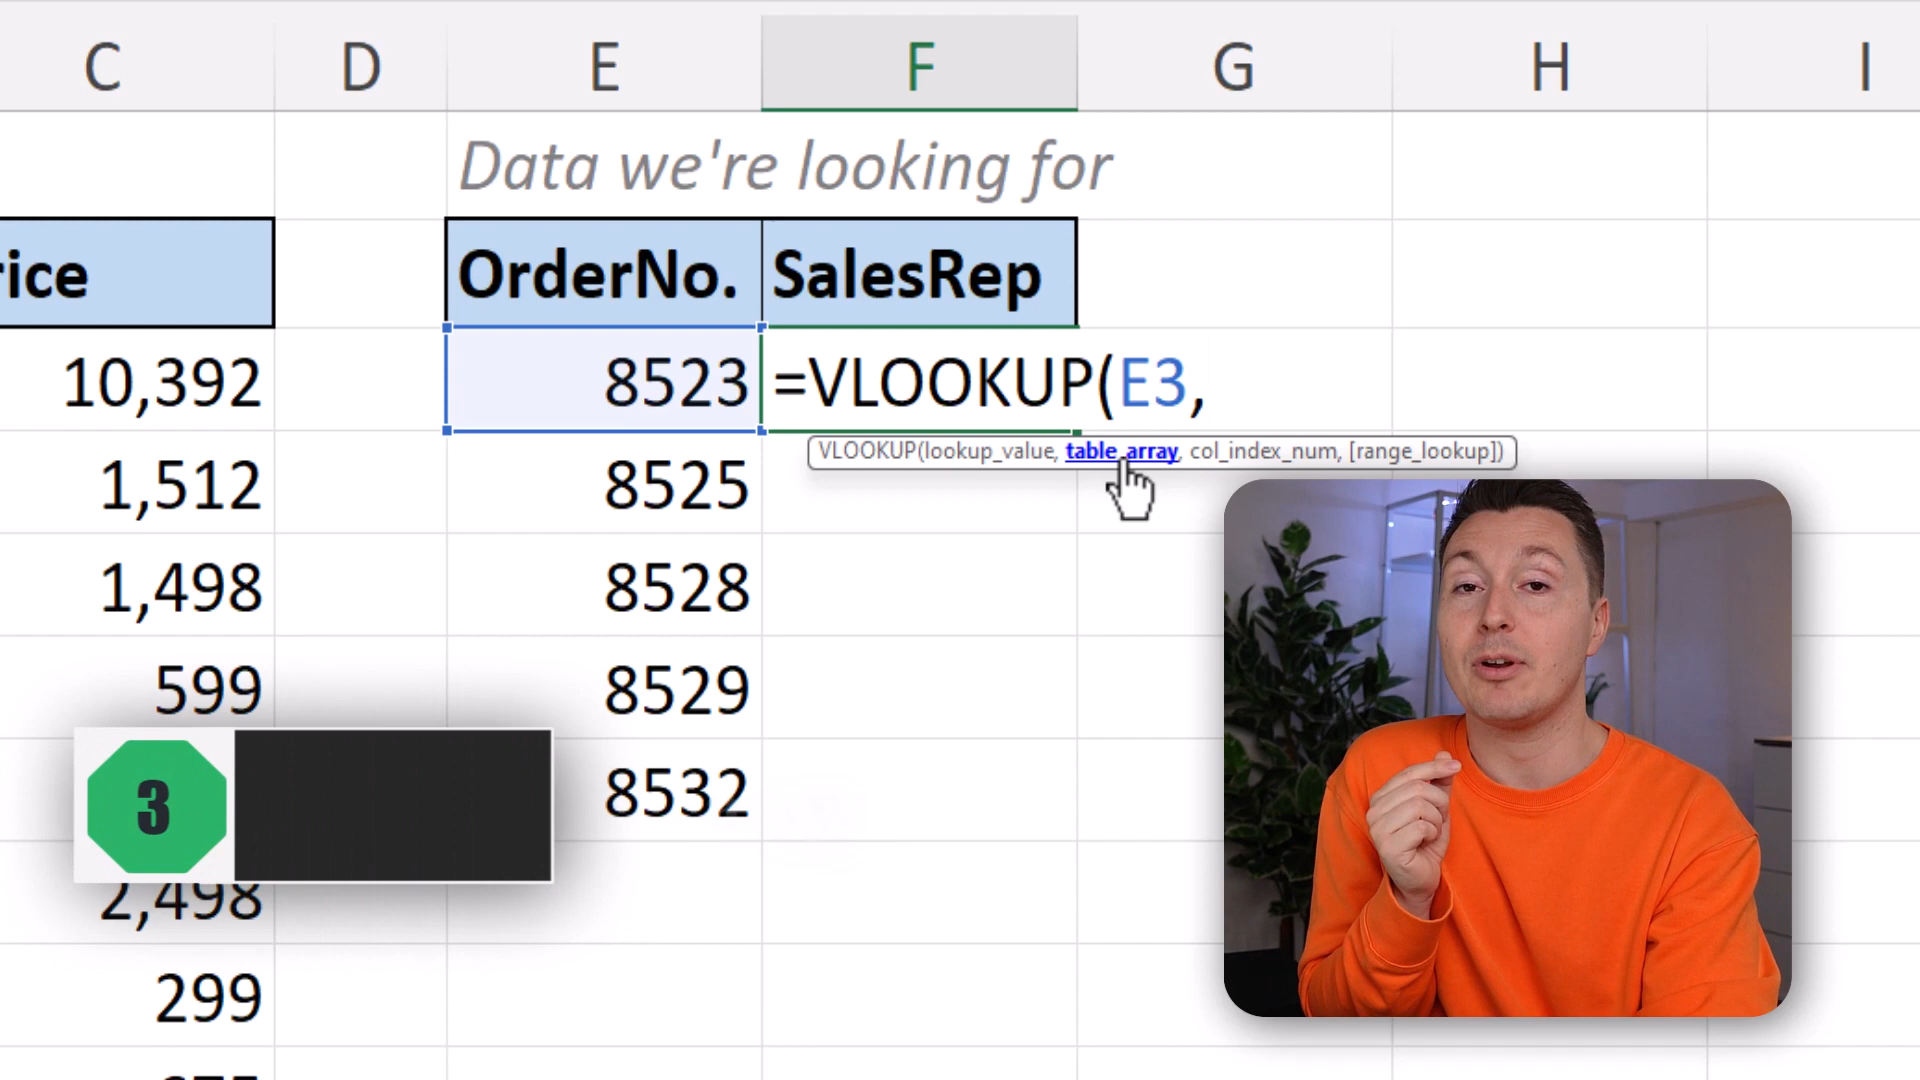 C D E F G H I
Data we're looking for
rice OrderNo. SalesRep
10,392 8523 =VLOOKUP(E3,
VLOOKUP(lookup_value, table_array, col_index_num, [range_lookup])
1,512 8525
1,498 8528
599 8529
3 8532
2,498
299